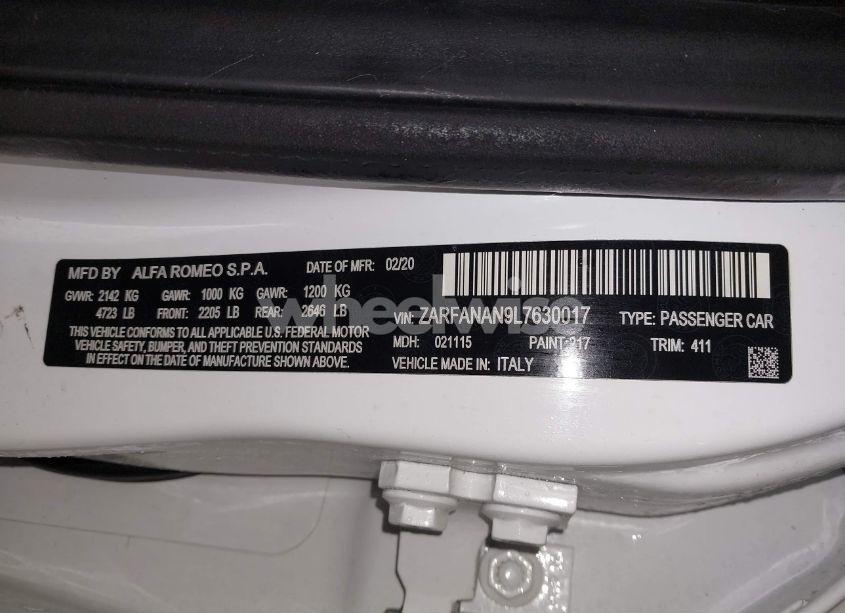 MFD BY ALFA ROMEO S.P.A. DATE OF MFR: 02/20
GVWR: 2142 KG GAWR: 1000 KG GAWR: 1200 KG
4723 LB FRONT: 2205 LB REAR: 2646 LB
THIS VEHICLE CONFORMS TO ALL APPLICABLE U.S. FEDERAL MOTOR
VEHICLE SAFETY, BUMPER, AND THEFT PREVENTION STANDARDS
IN EFFECT ON THE DATE OF MANUFACTURE SHOWN ABOVE.
VIN: ZARFANAN9L7630017 TYPE: PASSENGER CAR
MDH: 021115 PAINT: 217 TRIM: 411
VEHICLE MADE IN: ITALY
wheelwise